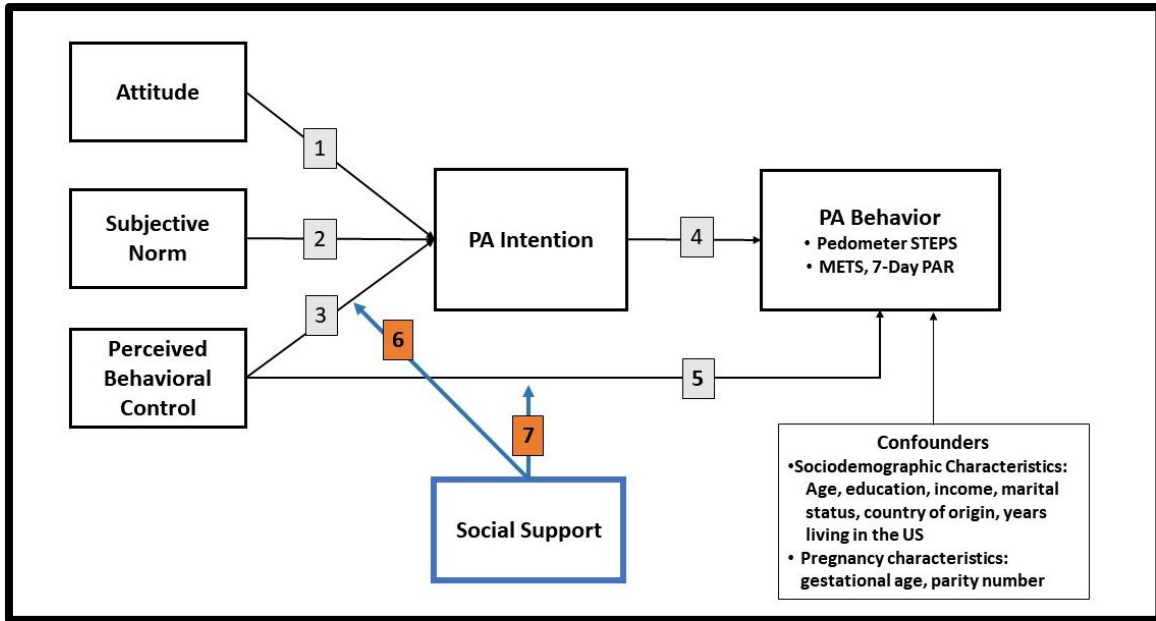 Attitude
1
Subjective
Norm
2
Perceived
Behavioral
Control
3
PA Intention
4
PA Behavior
• Pedometer STEPS
• METS, 7-Day PAR
5
6
7
Social Support
Confounders
•Sociodemographic Characteristics:
Age, education, income, marital
status, country of origin, years
living in the US
• Pregnancy characteristics:
gestational age, parity number